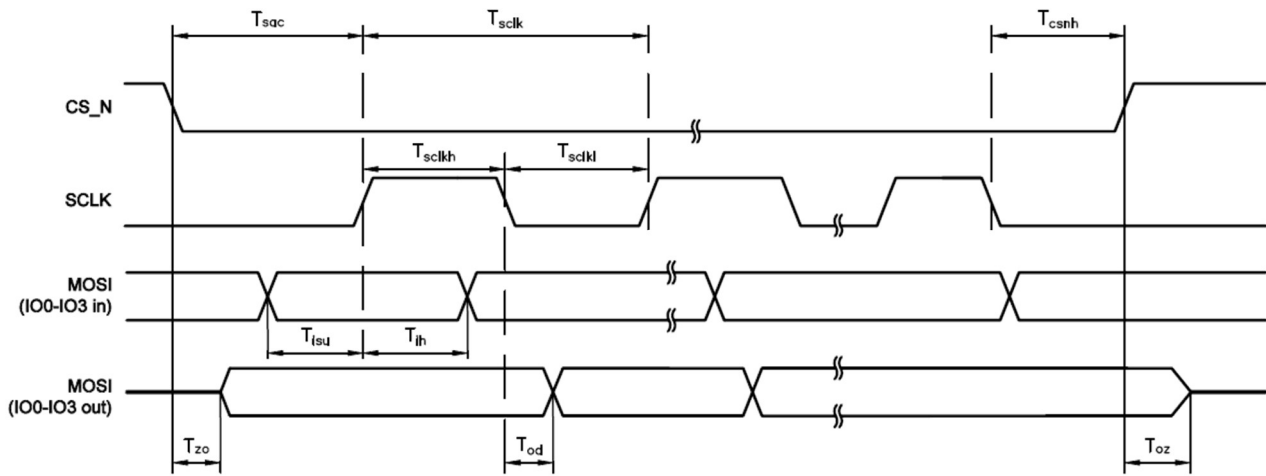 Tsac Tsclk Tcsnh
CS_N
Tsclkh Tsclkl
SCLK
MOSI
(IO0-IO3 in)
Tisu Tih
MOSI
(IO0-IO3 out)
Tzo Tod Toz